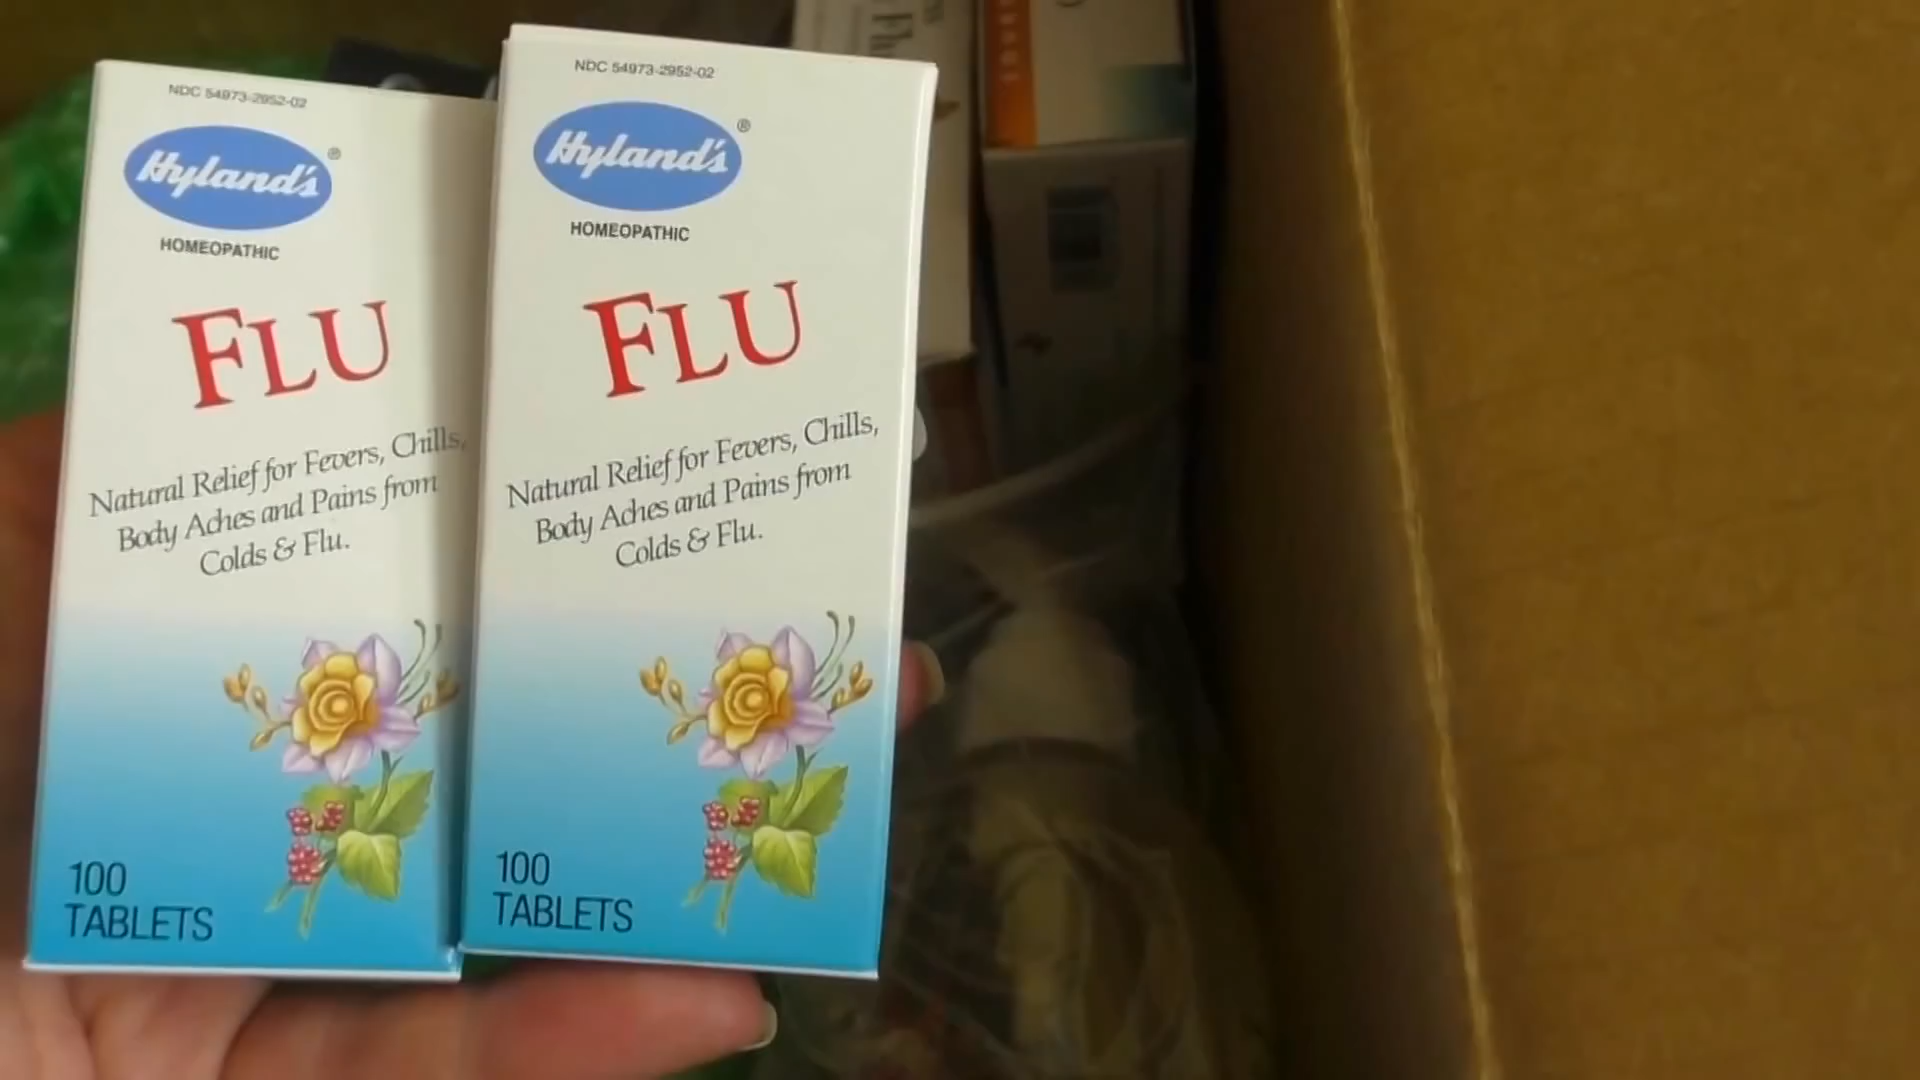 NDC 54973-2952-02
Hyland's®
HOMEOPATHIC
FLU
Natural Relief for Fevers, Chills,
Body Aches and Pains from
Colds & Flu.
100
TABLETS
NDC 54973-2952-02
Hyland's®
HOMEOPATHIC
FLU
Natural Relief for Fevers, Chills,
Body Aches and Pains from
Colds & Flu.
100
TABLETS